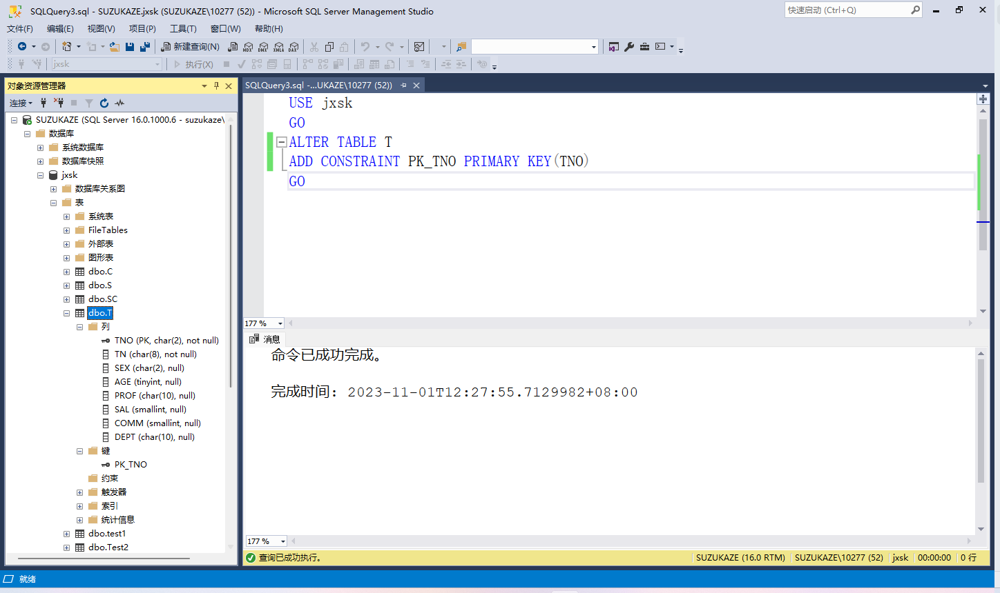 SQLQuery3.sql - SUZUKAZE.jxsk (SUZUKAZE\10277 (52)) - Microsoft SQL Server Management Studio
快速启动 (Ctrl+Q)
文件(F) 编辑(E) 视图(V) 项目(P) 工具(T) 窗口(W) 帮助(H)
新建查询(N)
MDX DMX XMLA DAX
jxsk
执行(X)
对象资源管理器
连接
SUZUKAZE (SQL Server 16.0.1000.6 - suzukaze\
数据库
系统数据库
数据库快照
jxsk
数据库关系图
表
系统表
FileTables
外部表
图形表
dbo.C
dbo.S
dbo.SC
dbo.T
列
TNO (PK, char(2), not null)
TN (char(8), not null)
SEX (char(2), null)
AGE (tinyint, null)
PROF (char(10), null)
SAL (smallint, null)
COMM (smallint, null)
DEPT (char(10), null)
键
PK_TNO
约束
触发器
索引
统计信息
dbo.test1
dbo.Test2
SQLQuery3.sql -...UKAZE\10277 (52))
USE jxsk
GO
ALTER TABLE T
ADD CONSTRAINT PK_TNO PRIMARY KEY(TNO)
GO
177 %
消息
命令已成功完成。
完成时间: 2023-11-01T12:27:55.7129982+08:00
177 %
查询已成功执行。
SUZUKAZE (16.0 RTM)
SUZUKAZE\10277 (52)
jxsk
00:00:00
0 行
就绪